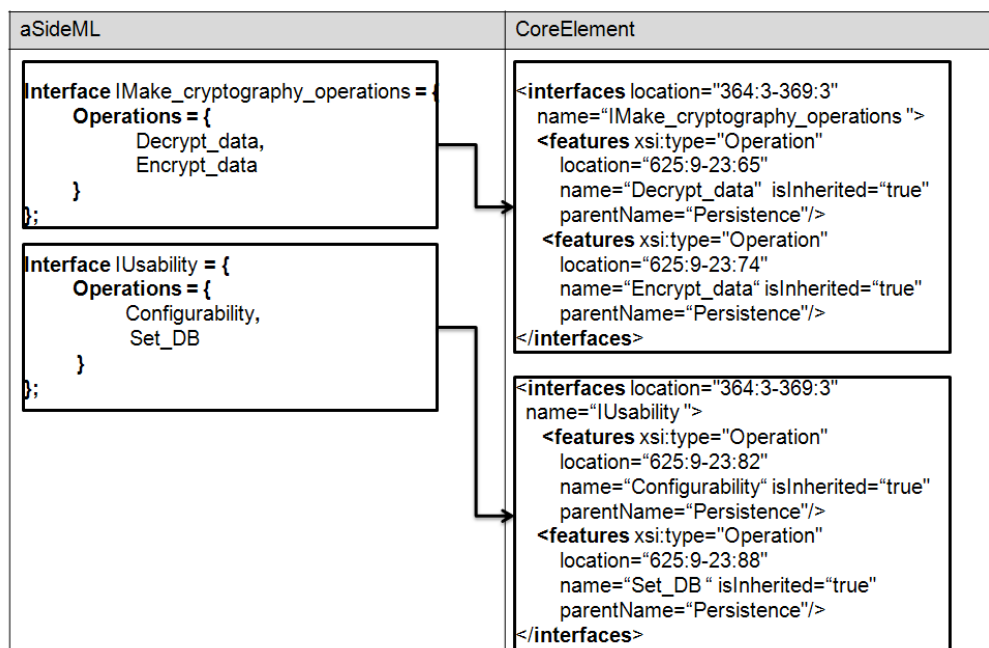 aSideML
CoreElement
Interface IMake_cryptography_operations = {
Operations = {
Decrypt_data,
Encrypt_data
}
};
Interface IUsability = {
Operations = {
Configurability,
Set_DB
}
};
<interfaces location="364:3-369:3"
name=“IMake_cryptography_operations ">
<features xsi:type="Operation"
location=“625:9-23:65"
name=“Decrypt_data" isInherited=“true"
parentName=“Persistence"/>
<features xsi:type="Operation"
location=“625:9-23:74"
name=“Encrypt_data“ isInherited=“true"
parentName=“Persistence"/>
</interfaces>
<interfaces location="364:3-369:3"
name=“IUsability ">
<features xsi:type="Operation"
location=“625:9-23:82"
name=“Configurability“ isInherited=“true"
parentName=“Persistence"/>
<features xsi:type="Operation"
location=“625:9-23:88"
name=“Set_DB “ isInherited=“true"
parentName=“Persistence"/>
</interfaces>